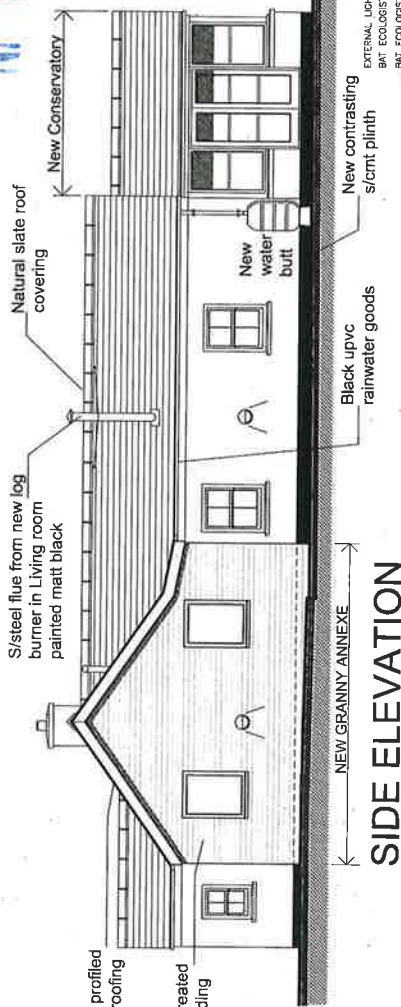 New Conservatory
Natural slate roof
covering
S/steel flue from new log
burner in Living room
painted matt black
profiled
roofing
reated
ding
New
water
butt
Black upvc
rainwater goods
New contrasting
s/cmt plinth
NEW GRANNY ANNEXE
SIDE ELEVATION
BAT ECOLOGIST
BAT ECOLOGIST